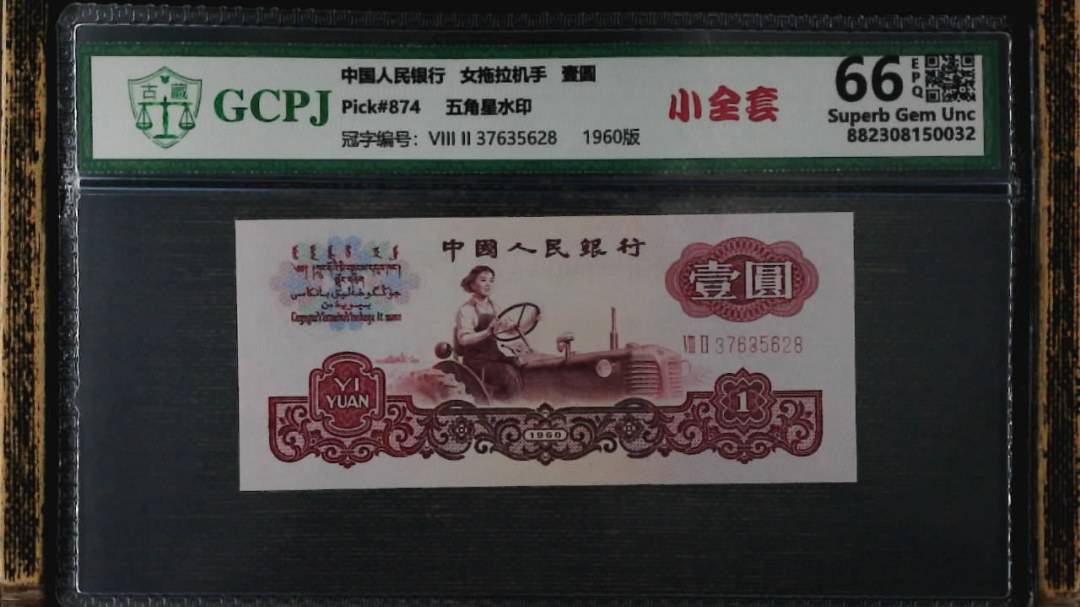 古藏
GCPJ
中国人民银行 女拖拉机手 壹圆
Pick#874 五角星水印
冠字编号：VIII II 37635628 1960版
小全套
66
EPQ
Superb Gem Unc
882308150032
中國人民銀行
壹圓
VIII II 37635628
YI
YUAN
1960
1